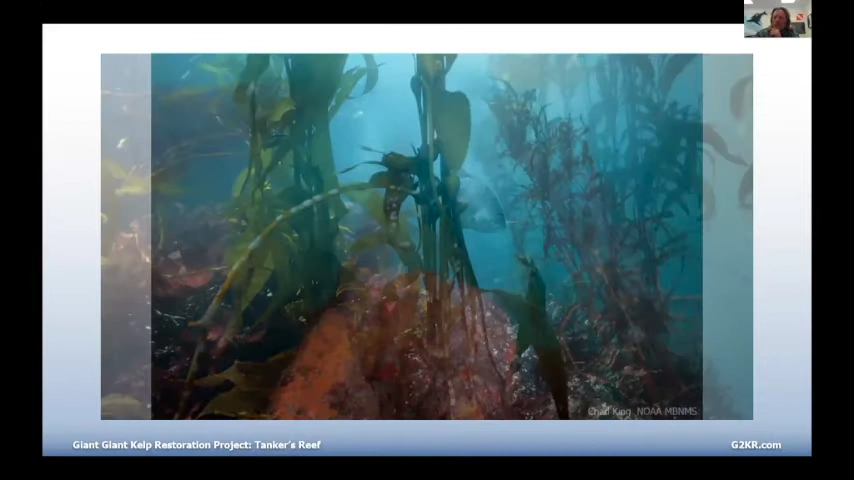 Chad King NOAA MBNMS
Giant Giant Kelp Restoration Project: Tanker's Reef
G2KR.com